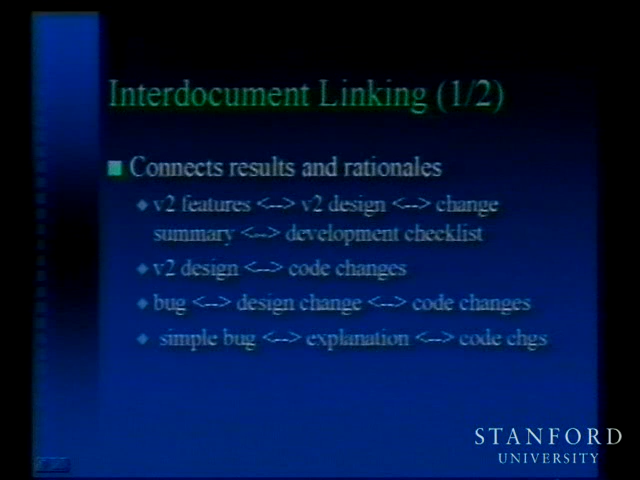 Interdocument Linking (1/2)
Connects results and rationales
v2 features <--> v2 design <--> change
summary <--> development checklist
v2 design <--> code changes
bug <--> design change <--> code changes
simple bug <--> explanation <--> code chgs
STANFORD
UNIVERSITY